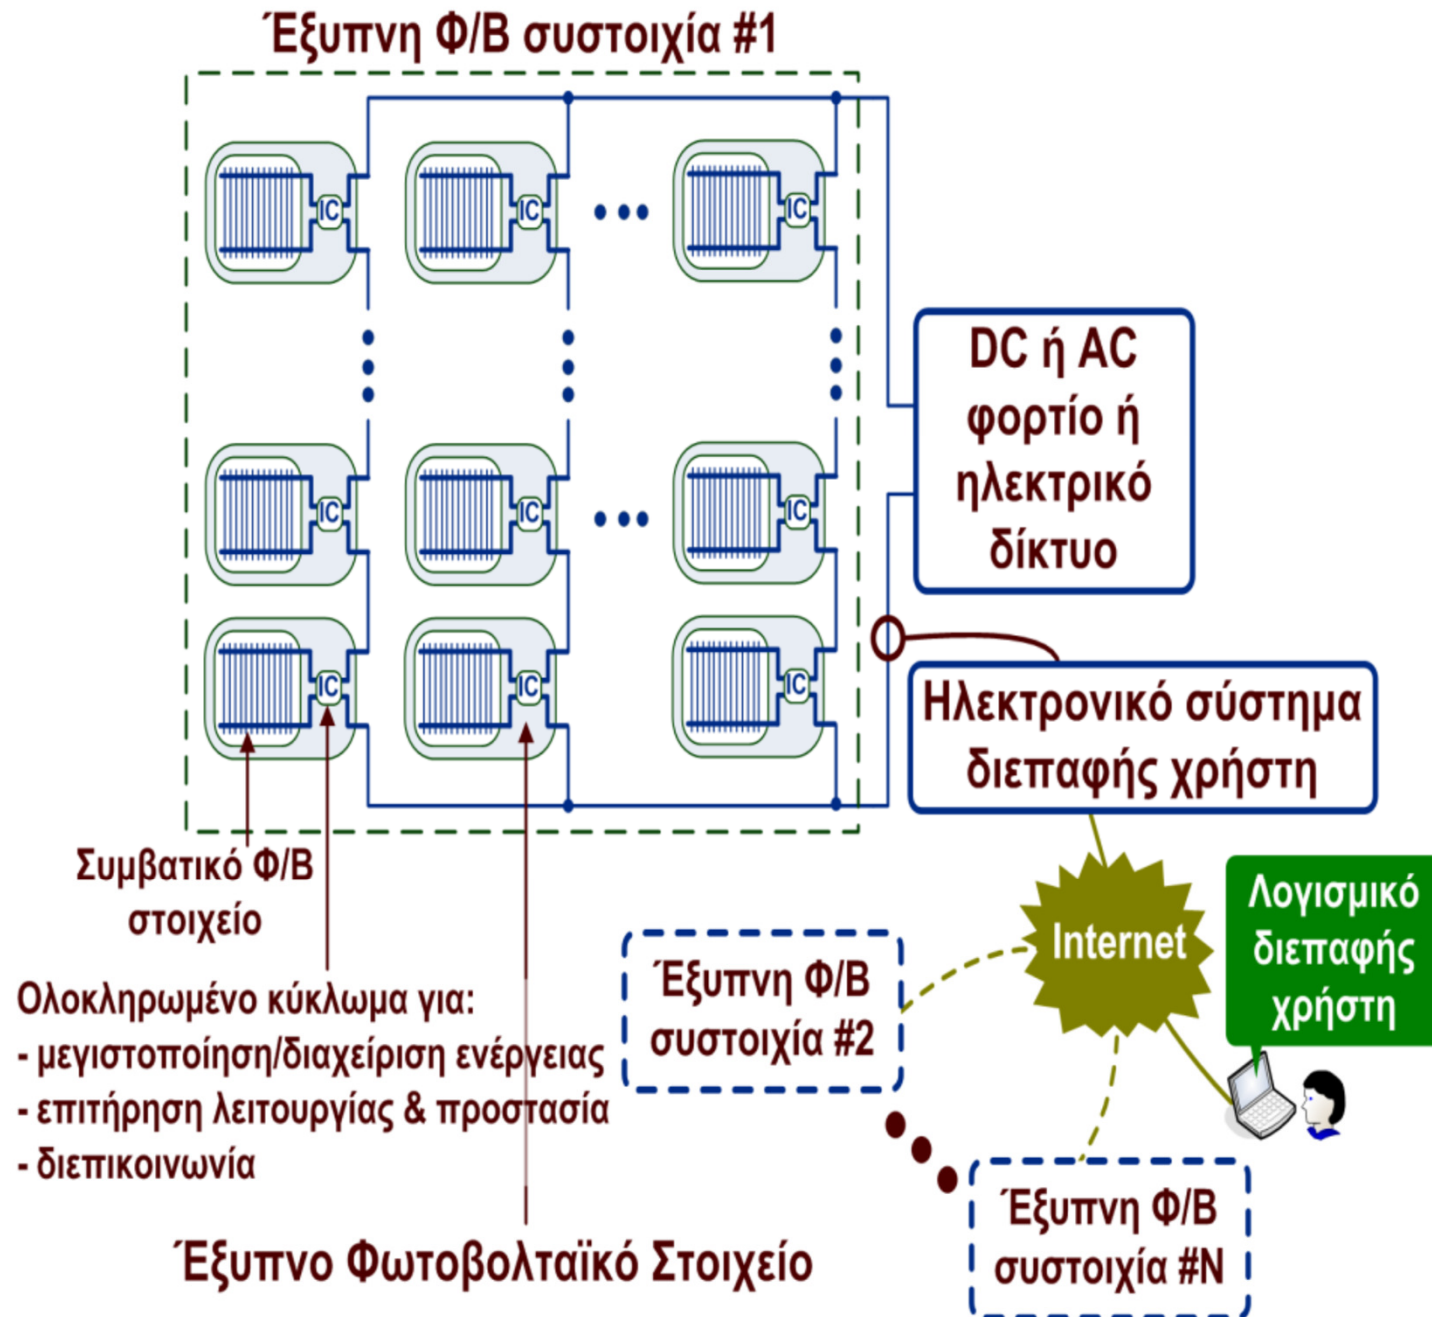 Έξυπνη Φ/Β συστοιχία #1
IC
IC
IC
IC
IC
IC
IC
IC
IC
DC ή AC
φορτίο ή
ηλεκτρικό
δίκτυο
Ηλεκτρονικό σύστημα
διεπαφής χρήστη
Συμβατικό Φ/Β
στοιχείο
Ολοκληρωμένο κύκλωμα για:
- μεγιστοποίηση/διαχείριση ενέργειας
- επιτήρηση λειτουργίας & προστασία
- διεπικοινωνία
Έξυπνο Φωτοβολταϊκό Στοιχείο
Έξυπνη Φ/Β
συστοιχία #2
Internet
Λογισμικό
διεπαφής
χρήστη
Έξυπνη Φ/Β
συστοιχία #N